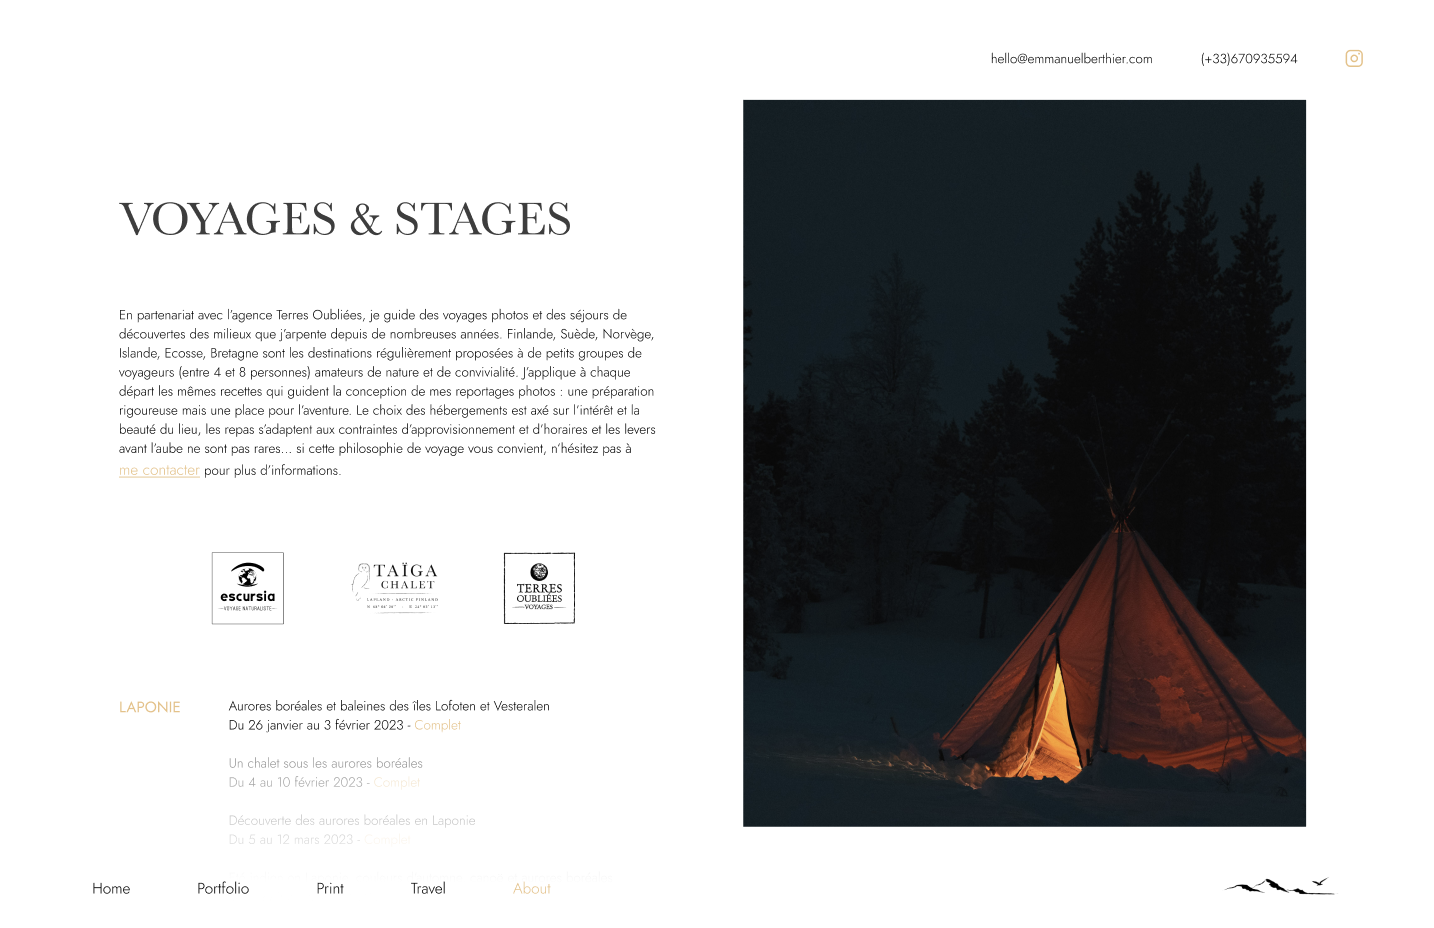 hello@emmanuelberthier.com (+33)670935594
VOYAGES & STAGES
En partenariat avec l'agence Terres Oubliées, je guide des voyages photos et des séjours de
découvertes des milieux que j'arpente depuis de nombreuses années. Finlande, Suède, Norvège,
Islande, Ecosse, Bretagne sont les destinations régulièrement proposées à de petits groupes de
voyageurs (entre 4 et 8 personnes) amateurs de nature et de convivialité. J'applique à chaque
départ les mêmes recettes qui guident la conception de mes reportages photos : une préparation
rigoureuse mais une place pour l'aventure. Le choix des hébergements est axé sur l'intérêt et la
beauté du lieu, les repas s'adaptent aux contraintes d'approvisionnement et d'horaires et les levers
avant l'aube ne sont pas rares... si cette philosophie de voyage vous convient, n'hésitez pas à
me contacter pour plus d'informations.
escursia
VOYAGE NATURALISTE
TAÏGA
CHALET
LAPLAND - ARCTIC FINLAND
TERRES
OUBLIÉES
VOYAGES
LAPONIE
Aurores boréales et baleines des îles Lofoten et Vesteralen
Du 26 janvier au 3 février 2023 - Complet
Un chalet sous les aurores boréales
Du 4 au 10 février 2023 - Complet
Découverte des aurores boréales en Laponie
Du 5 au 12 mars 2023 - Complet
Home Portfolio Print Travel About